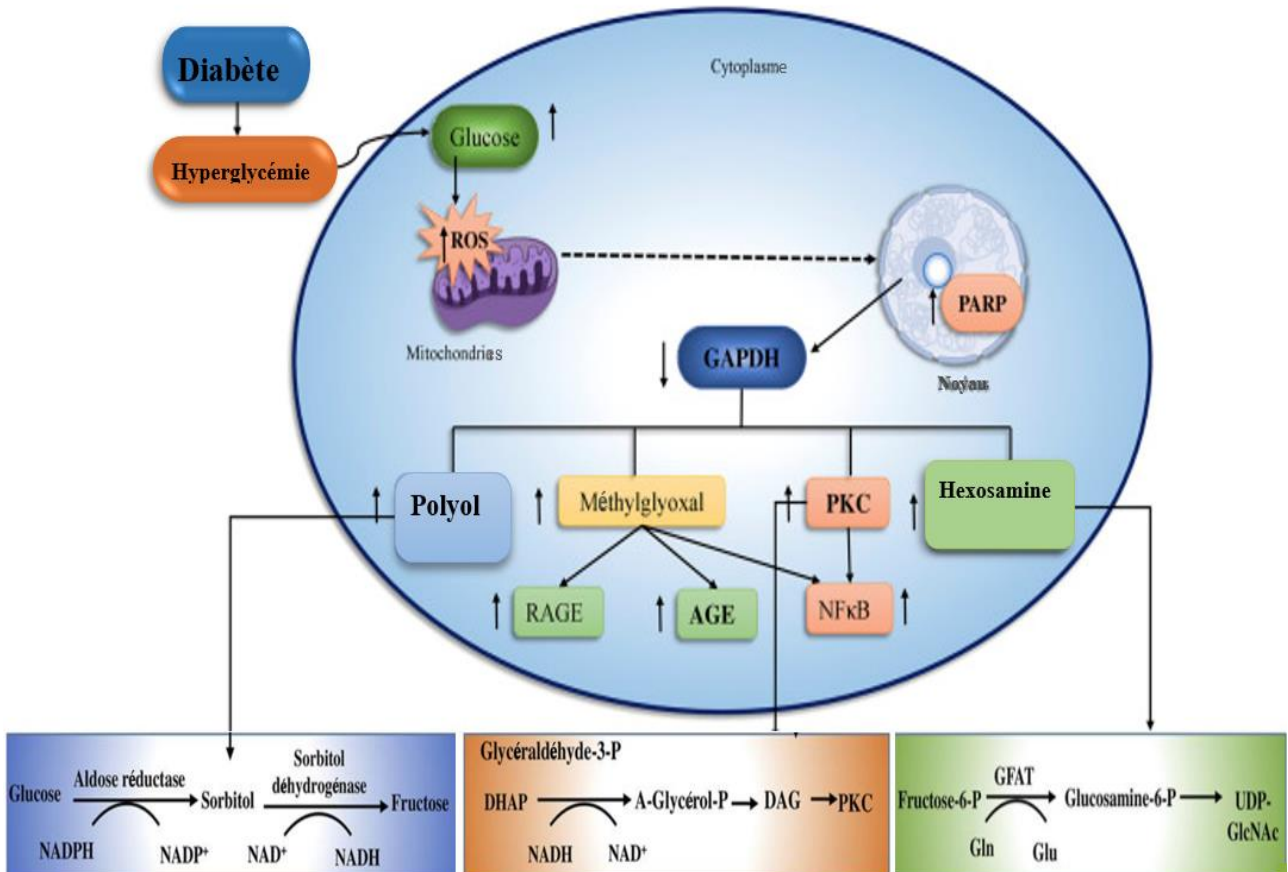 Diabète
Hyperglycémie
Cytoplasme
Glucose
ROS
Mitochondries
PARP
Noyau
GAPDH
Polyol
Méthylglyoxal
PKC
Hexosamine
RAGE
AGE
NFκB
Glucose
Aldose réductase
Sorbitol
Sorbitol
déhydrogénase
Fructose
NADPH
NADP⁺
NAD⁺
NADH
Glycéraldéhyde-3-P
DHAP
A-Glycérol-P
DAG
PKC
NADH
NAD⁺
Fructose-6-P
GFAT
Glucosamine-6-P
UDP-
GlcNAc
Gln
Glu